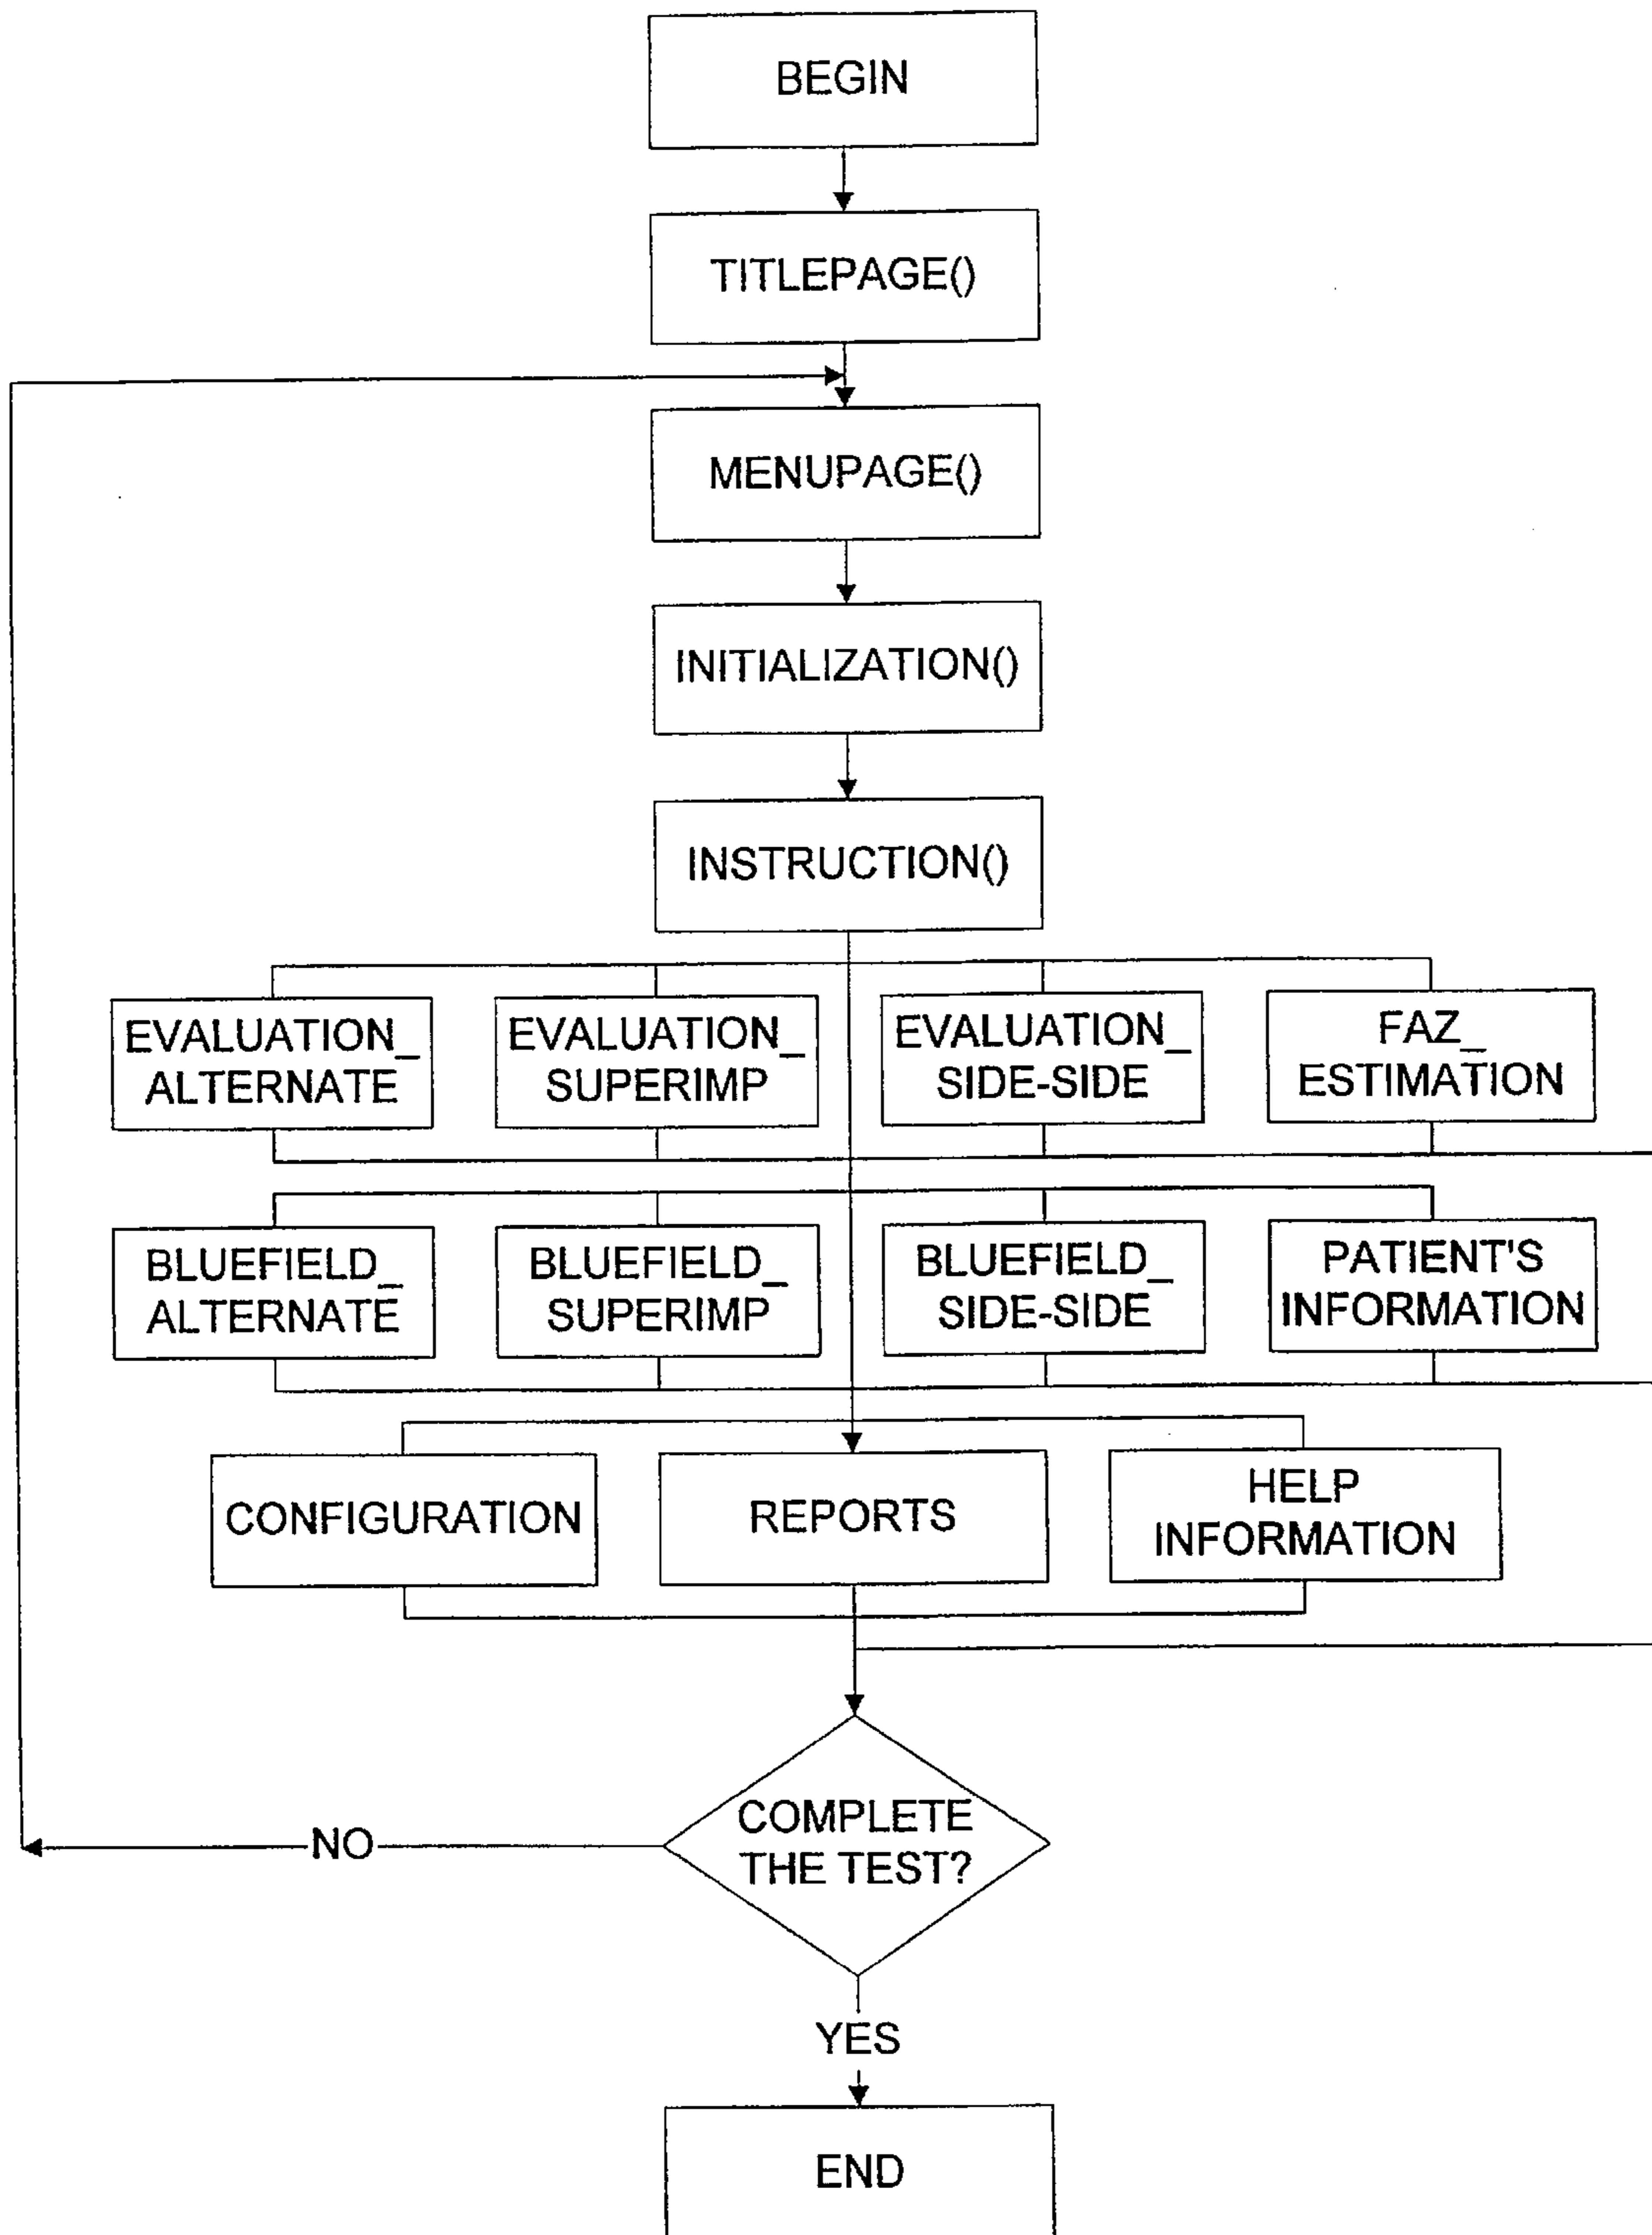 BEGIN
TITLEPAGE()
MENUPAGE()
INITIALIZATION()
INSTRUCTION()
EVALUATION_
ALTERNATE
EVALUATION_
SUPERIMP
EVALUATION_
SIDE-SIDE
FAZ_
ESTIMATION
BLUEFIELD_
ALTERNATE
BLUEFIELD_
SUPERIMP
BLUEFIELD_
SIDE-SIDE
PATIENT'S
INFORMATION
CONFIGURATION
REPORTS
HELP
INFORMATION
COMPLETE
THE TEST?
NO
YES
END